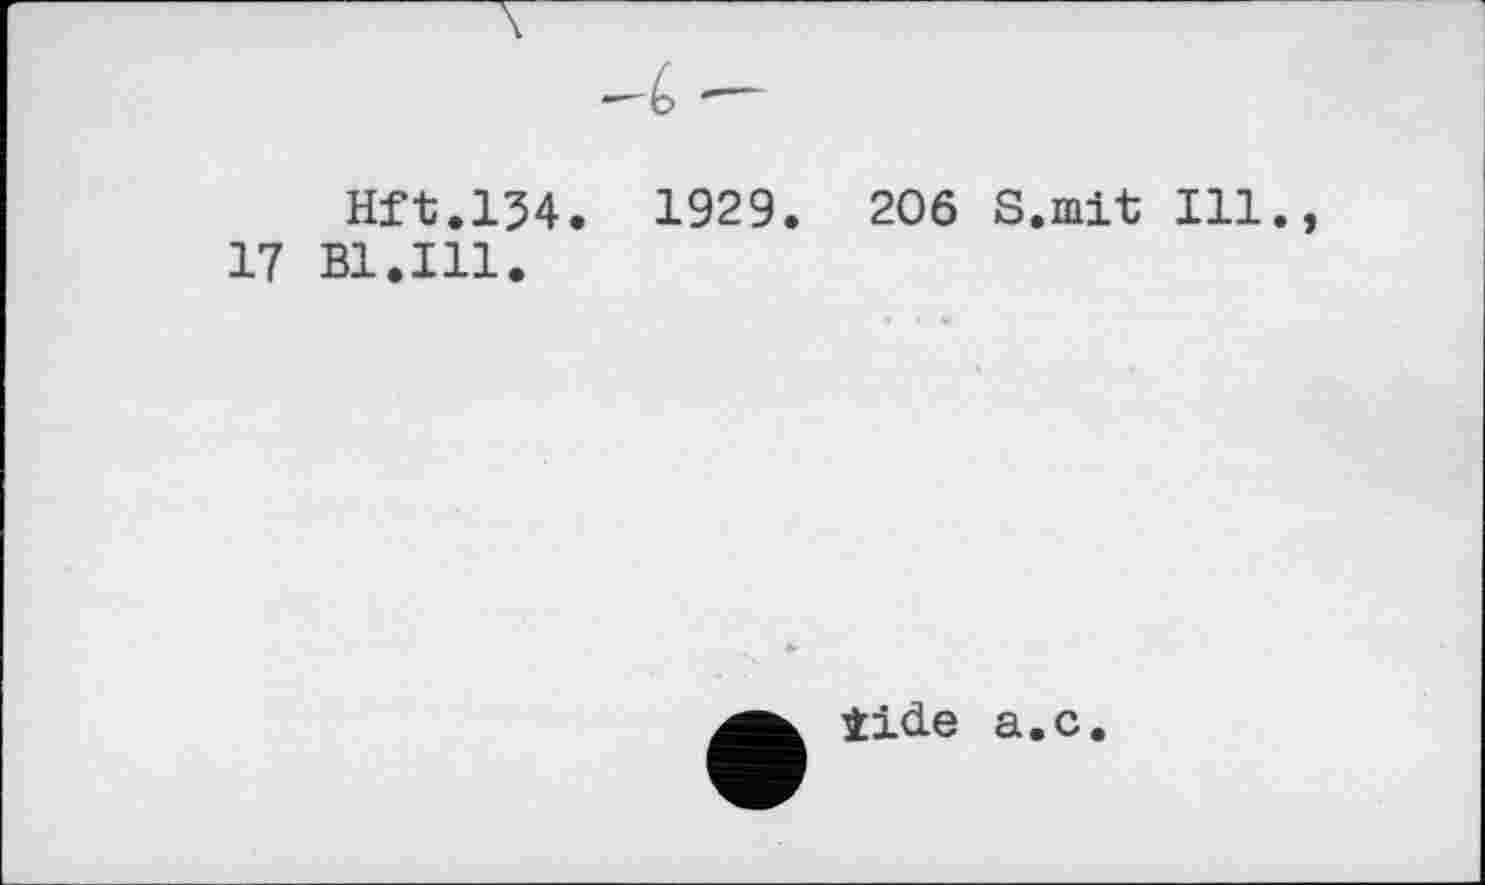 —6—
Hft.134. 1929. 206 S.mit Ill.,
17 Bl.Ill.
a.c.